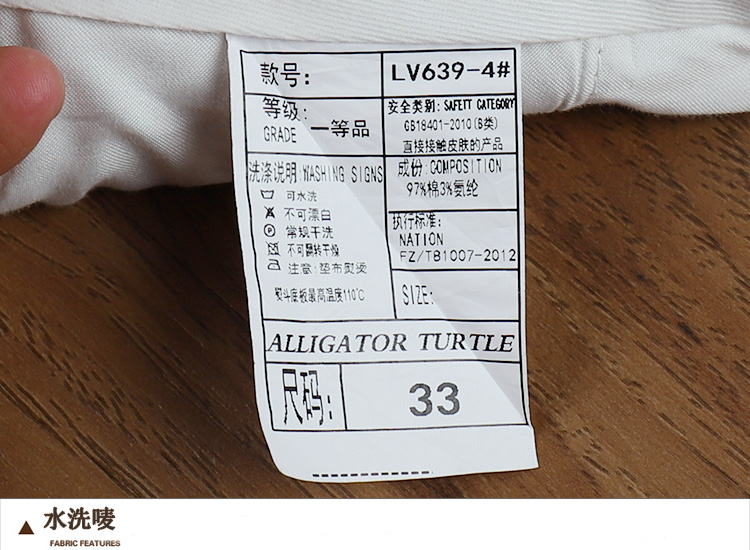 款号:
LV639-4#
等级:
GRADE 一等品
安全类别: SAFETT CATEGORY
GB18401-2010(B类)
直接接触皮肤的产品
洗涤说明:WASHING SIGNS
可水洗
不可漂白
常规干洗
不可翻转干燥
注意:垫布熨烫
熨斗底板最高温度110℃
成份:COMPOSITION
97%棉3%氨纶
执行标准:
NATION
FZ/T81007-2012
SIZE:
ALLIGATOR TURTLE
尺码:
33
水洗唛
FABRIC FEATURES